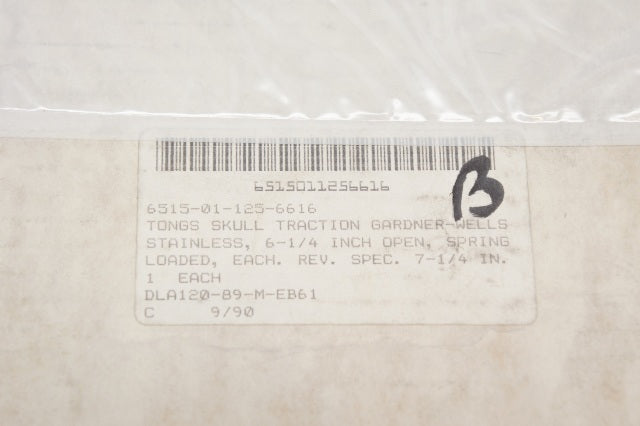 6515011256616
B
6515-01-125-6616
TONGS SKULL TRACTION GARDNER-WELLS
STAINLESS, 6-1/4 INCH OPEN, SPRING
LOADED, EACH. REV. SPEC. 7-1/4 IN.
1 EACH
DLA120-89-M-EB61
C 9/90